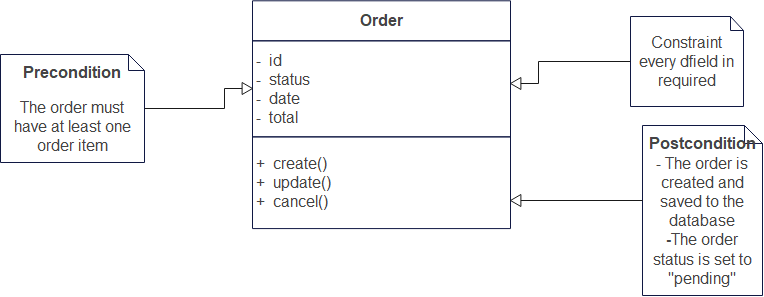 Order
- id
- status
- date
- total
+ create()
+ update()
+ cancel()
Precondition
The order must
have at least one
order item
Constraint
every dfield in
required
Postcondition
- The order is
created and
saved to the
database
-The order
status is set to
"pending"